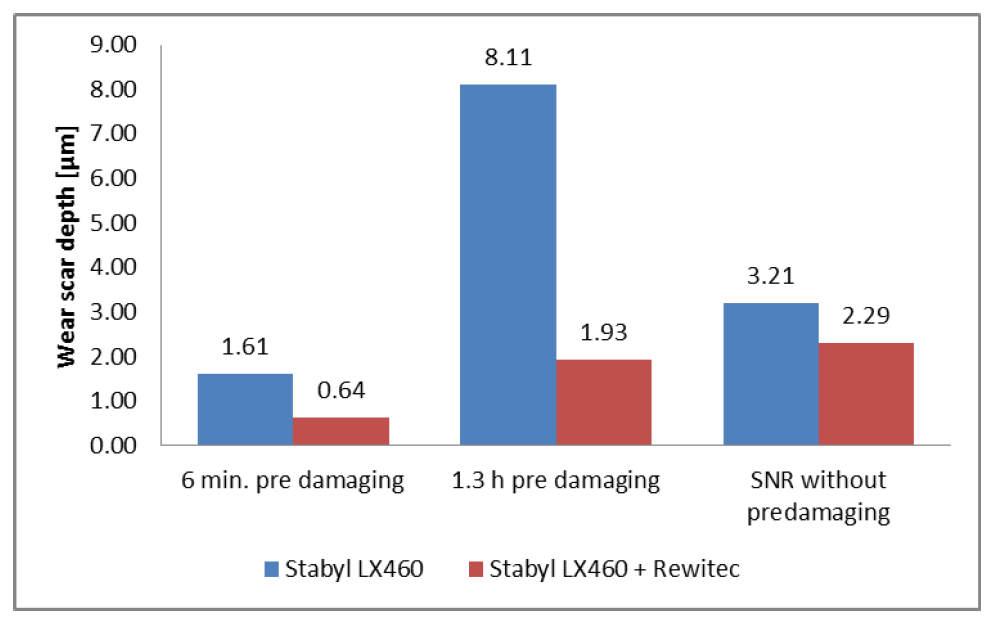 Wear scar depth [µm]
9.00
8.00
7.00
6.00
5.00
4.00
3.00
2.00
1.00
0.00
1.61
0.64
8.11
1.93
3.21
2.29
6 min. pre damaging
1.3 h pre damaging
SNR without
predamaging
Stabyl LX460
Stabyl LX460 + Rewitec